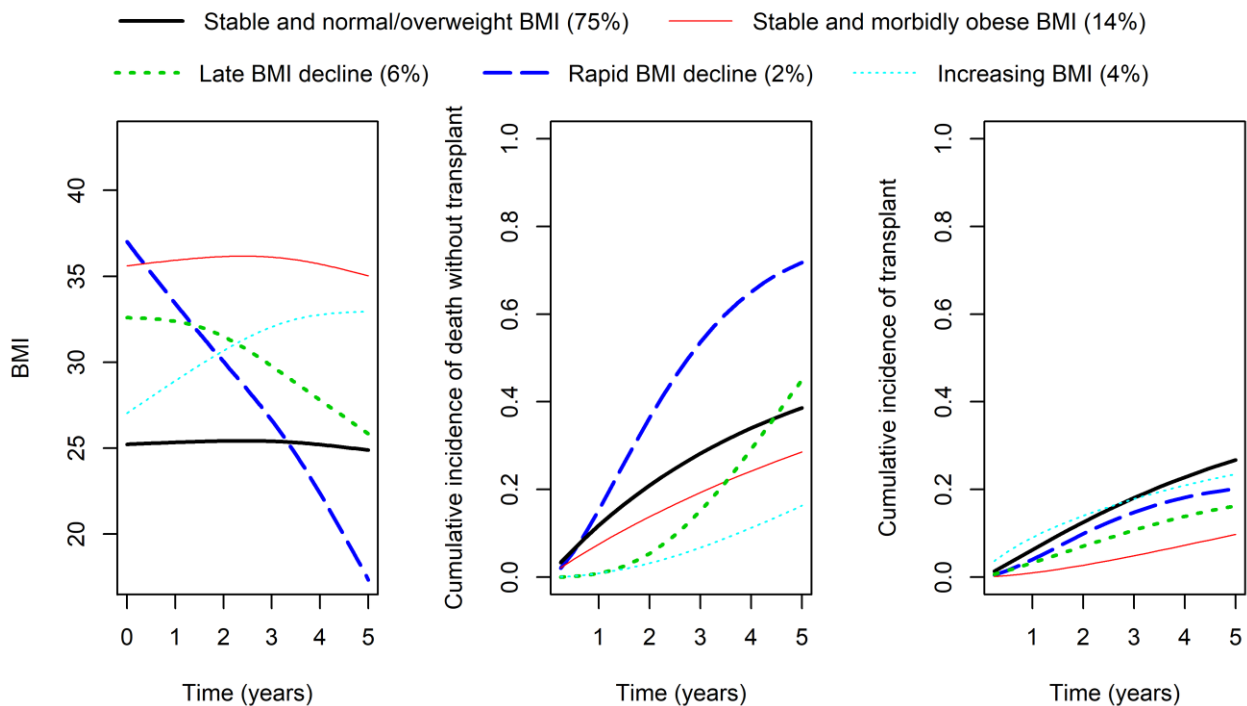 Stable and normal/overweight BMI (75%) Stable and morbidly obese BMI (14%)
Late BMI decline (6%) Rapid BMI decline (2%) Increasing BMI (4%)
BMI
40
35
30
25
20
0 1 2 3 4 5
Time (years)
Cumulative incidence of death without transplant
1.0
0.8
0.6
0.4
0.2
0.0
1 2 3 4 5
Time (years)
Cumulative incidence of transplant
1.0
0.8
0.6
0.4
0.2
0.0
1 2 3 4 5
Time (years)